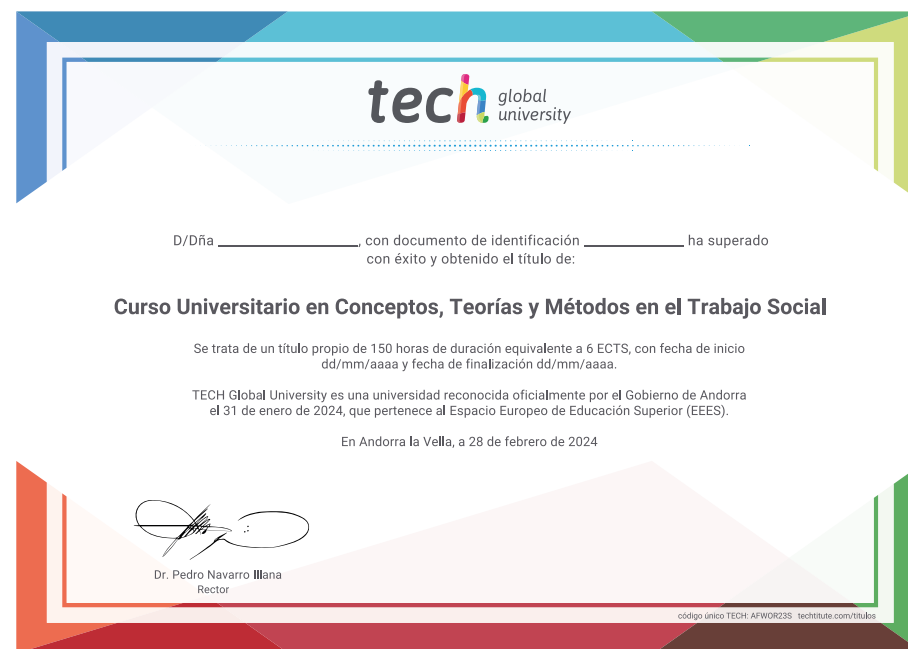 tech global university
D/Dña ____________, con documento de identificación ____________ ha superado
con éxito y obtenido el título de:
Curso Universitario en Conceptos, Teorías y Métodos en el Trabajo Social
Se trata de un título propio de 150 horas de duración equivalente a 6 ECTS, con fecha de inicio
dd/mm/aaaa y fecha de finalización dd/mm/aaaa.
TECH Global University es una universidad reconocida oficialmente por el Gobierno de Andorra
el 31 de enero de 2024, que pertenece al Espacio Europeo de Educación Superior (EEES).
En Andorra la Vella, a 28 de febrero de 2024
Dr. Pedro Navarro Illana
Rector
código único TECH: AFWOR23S techtitute.com/titulos